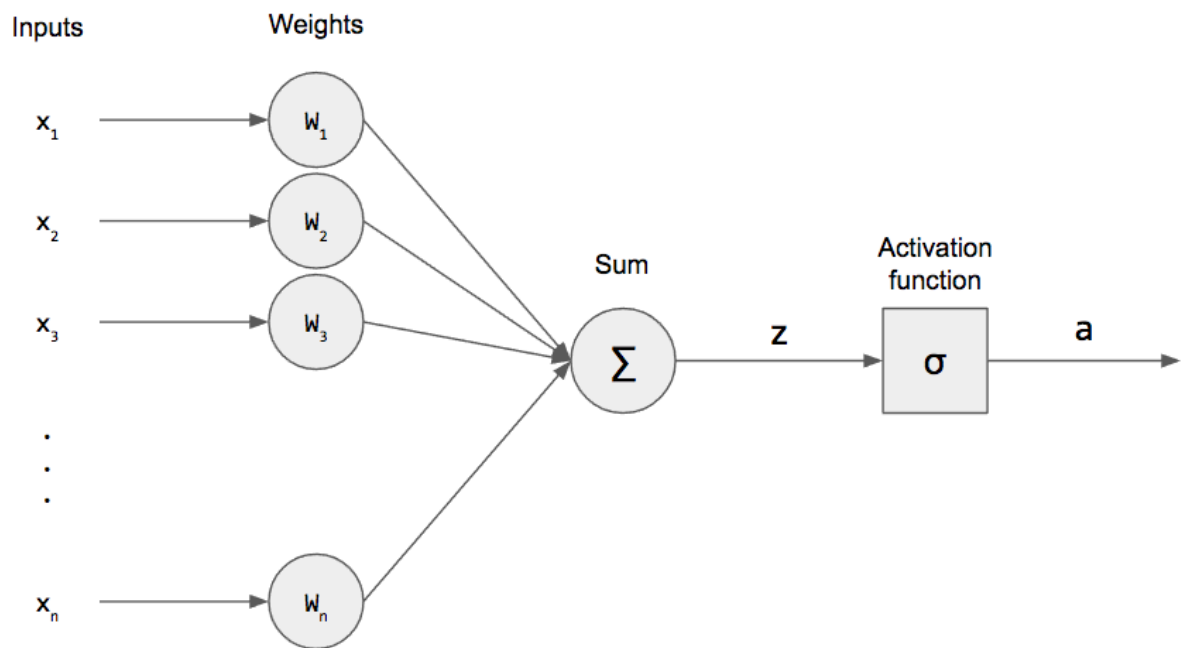 Inputs
Weights
x₁
W₁
x₂
W₂
x₃
W₃
.
.
.
xₙ
Wₙ
Sum
Σ
z
Activation
function
σ
a